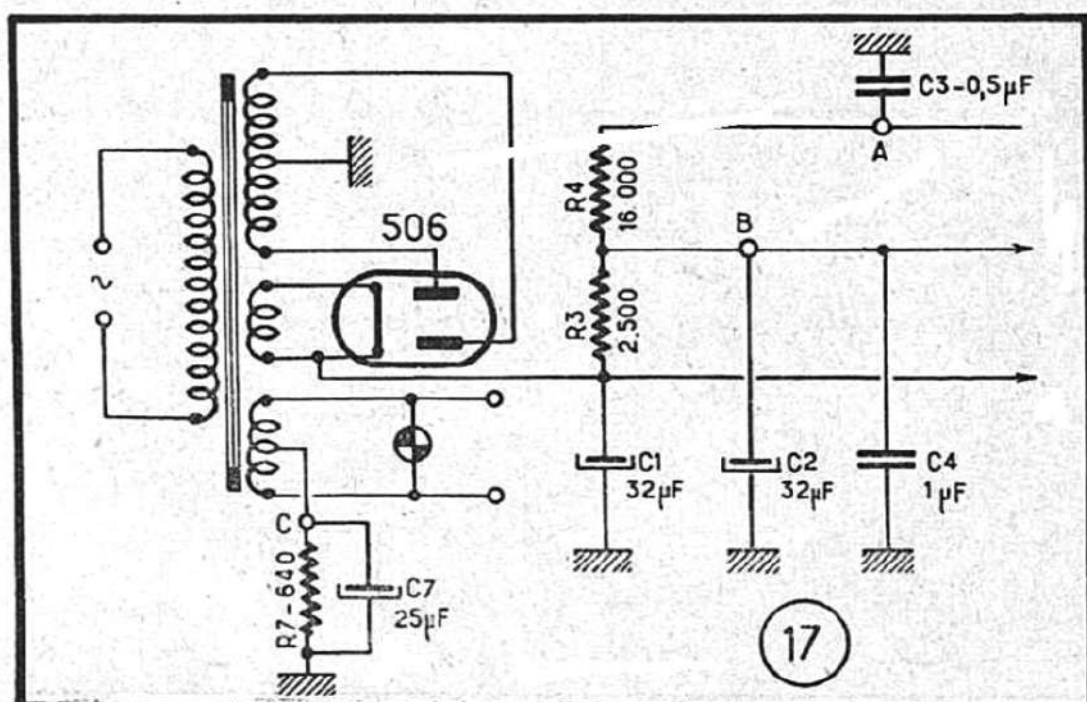 C3-0,5µF
A
R4
16.000
506
B
~
R3
2.500
C1
32µF
C2
32µF
C4
1µF
C
R7-640
C7
25µF
17